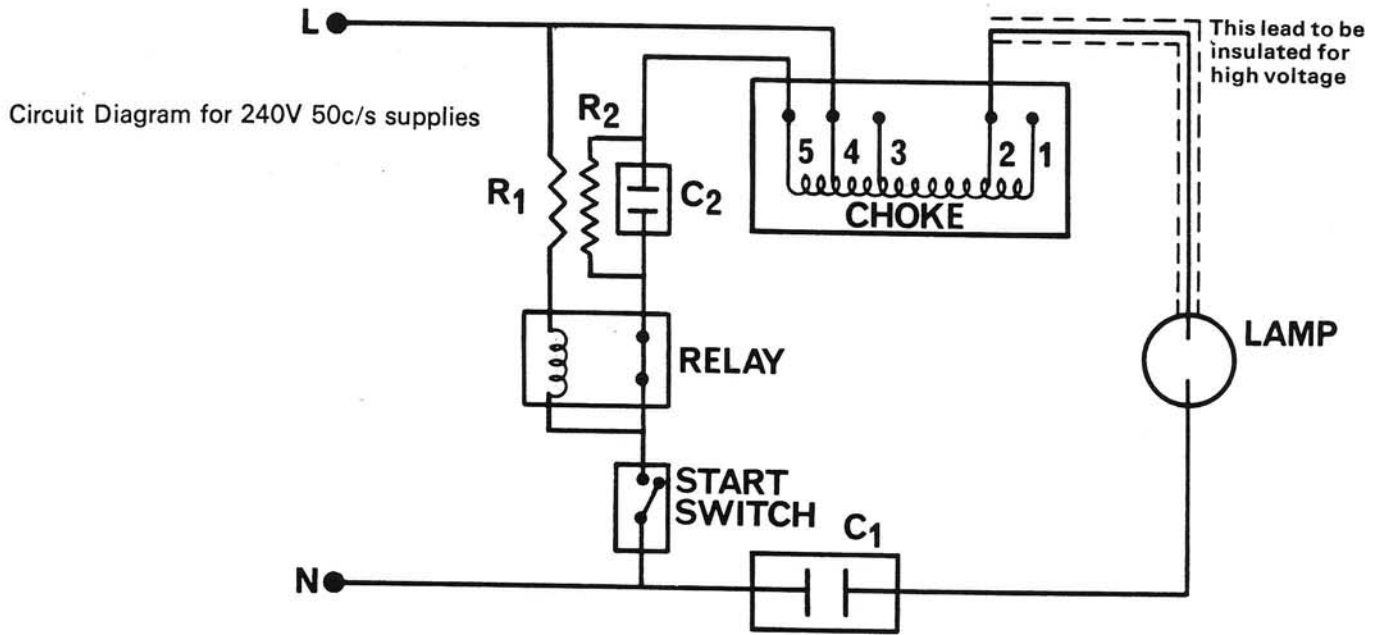 L
This lead to be
insulated for
high voltage
Circuit Diagram for 240V 50c/s supplies
R2
R1
C2
5 4 3 2 1
CHOKE
RELAY
LAMP
START
SWITCH
C1
N